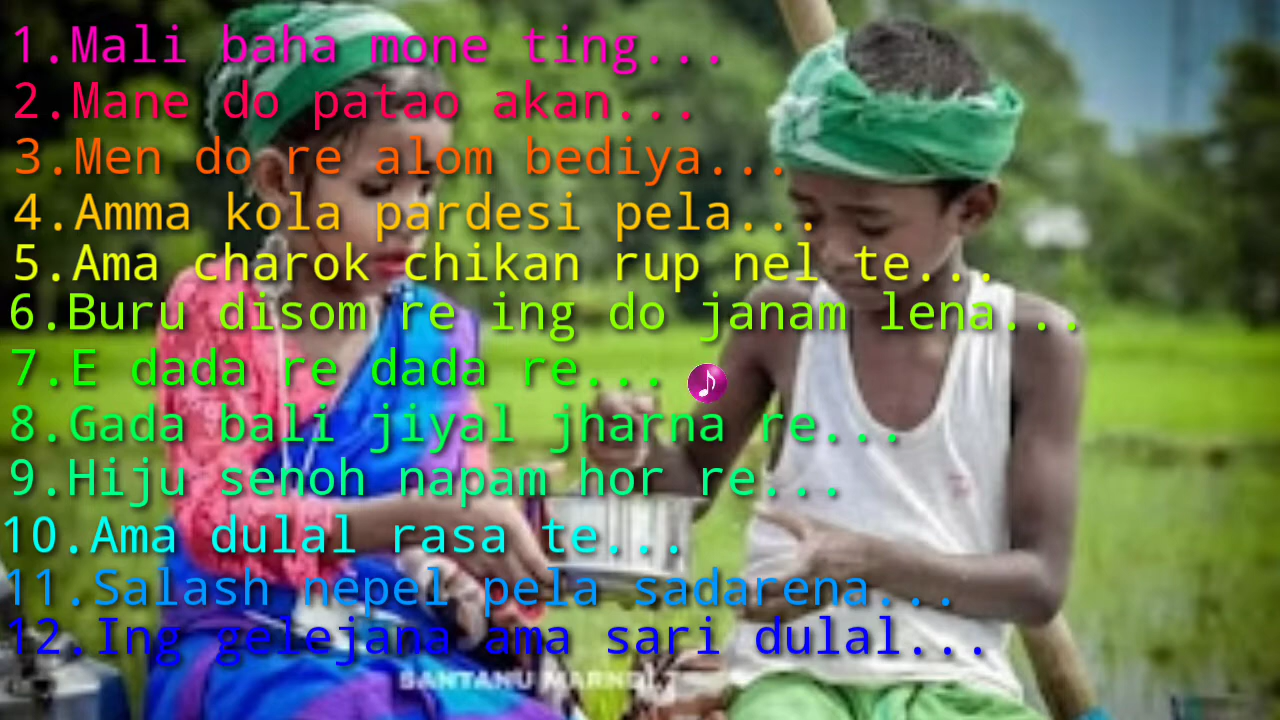 1.Mali baha mone ting...
2.Mane do patao akan...
3.Men do re alom bediya...
4.Amma kola pardesi pela...
5.Ama charok chikan rup nel te...
6.Buru disom re ing do janam lena...
7.E dada re dada re...
8.Gada bali jiyal jharna re...
9.Hiju senoh napam hor re...
10.Ama dulal rasa te...
11.Salash nepel pela sadarena...
12.Ing gelejana ama sari dulal...
SANTANU MARNDI